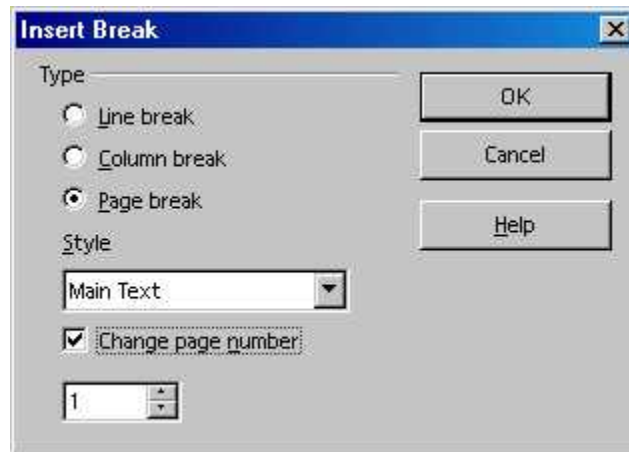 Insert Break
Type
Line break
Column break
Page break
Style
Main Text
Change page number
1
OK
Cancel
Help